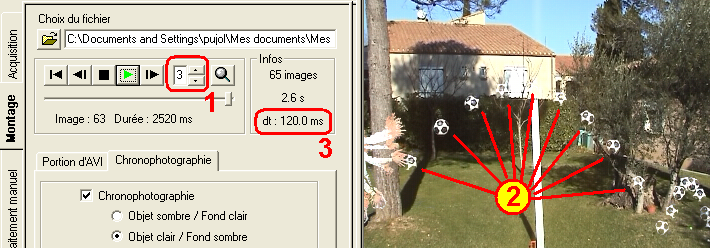 Choix du fichier
C:\Documents and Settings\pujol\Mes documents\Mes
Acquisition
Montage
aitement manuel
3
1
Infos
65 images
2.6 s
dt : 120.0 ms
3
Image : 63 Durée : 2520 ms
Portion d'AVI
Chronophotographie
Chronophotographie
Objet sombre / Fond clair
Objet clair / Fond sombre
2